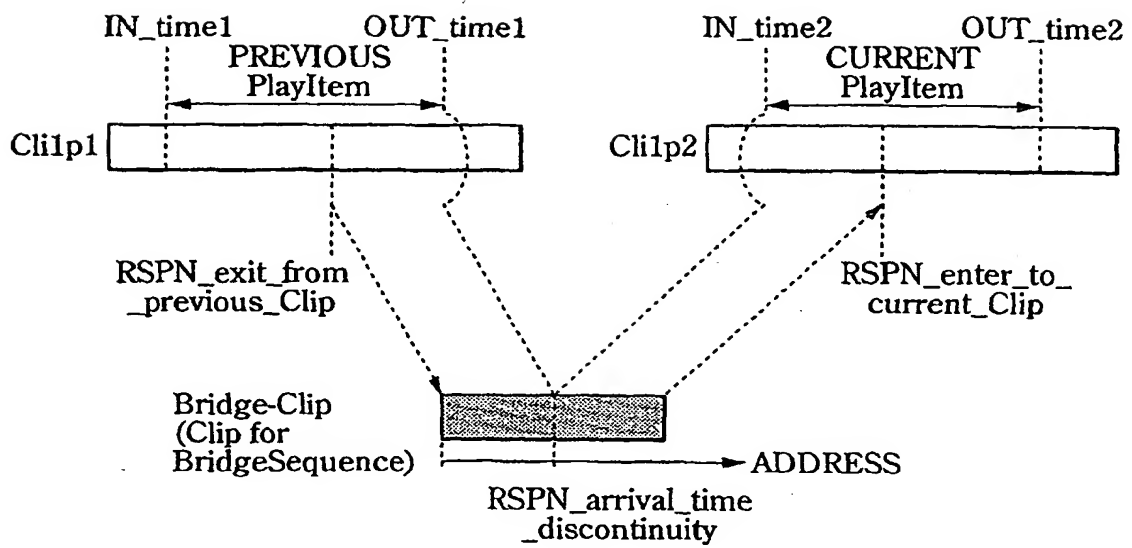 IN_time1
OUT_time1
IN_time2
OUT_time2
PREVIOUS
PlayItem
CURRENT
PlayItem
Cli1p1
Cli1p2
RSPN_exit_from
_previous_Clip
RSPN_enter_to_
current_Clip
Bridge-Clip
(Clip for
BridgeSequence)
ADDRESS
RSPN_arrival_time
_discontinuity